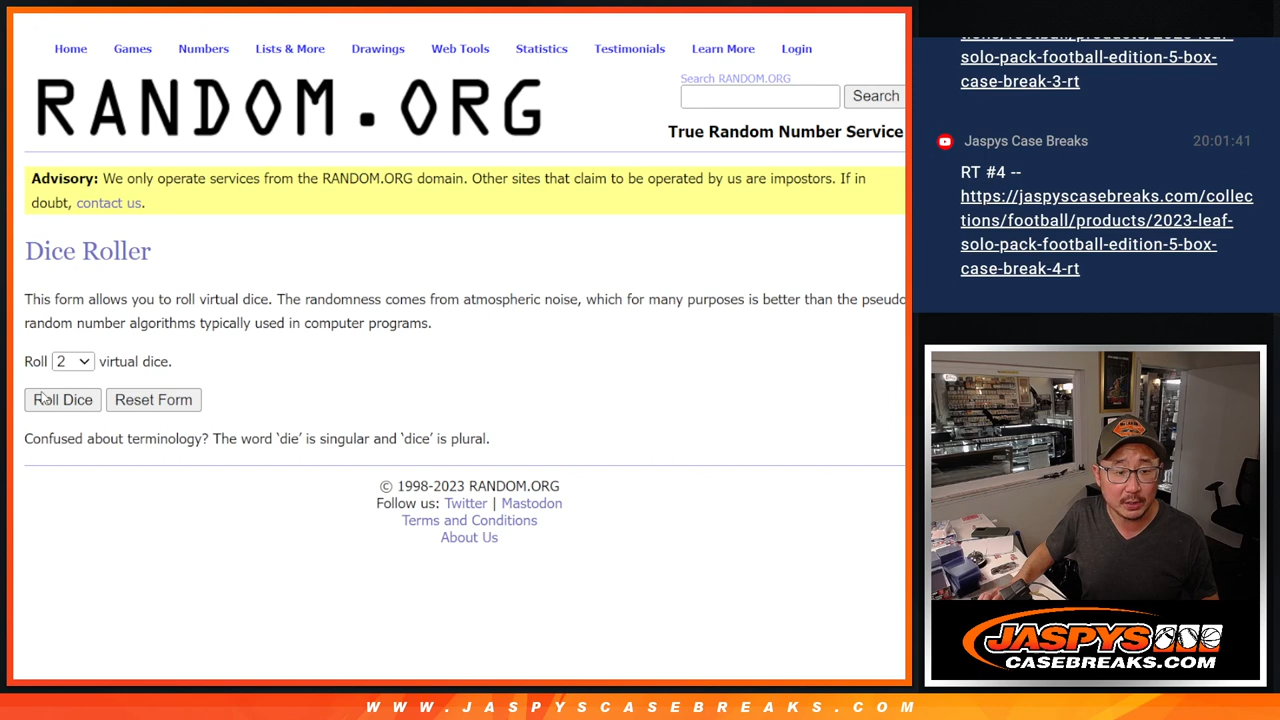 Home Games Numbers Lists & More Drawings Web Tools Statistics Testimonials Learn More Login
RANDOM.ORG
Search RANDOM.ORG
Search
True Random Number Service
Advisory: We only operate services from the RANDOM.ORG domain. Other sites that claim to be operated by us are impostors. If in
doubt, contact us.
Dice Roller
This form allows you to roll virtual dice. The randomness comes from atmospheric noise, which for many purposes is better than the pseudo
random number algorithms typically used in computer programs.
Roll 2 virtual dice.
Roll Dice Reset Form
Confused about terminology? The word ‘die’ is singular and ‘dice’ is plural.
© 1998-2023 RANDOM.ORG
Follow us: Twitter | Mastodon
Terms and Conditions
About Us
tions/football/products/2023-leaf-
solo-pack-football-edition-5-box-
case-break-3-rt
Jaspys Case Breaks 20:01:41
RT #4 --
https://jaspyscasebreaks.com/collec
tions/football/products/2023-leaf-
solo-pack-football-edition-5-box-
case-break-4-rt
JASPYS
CASEBREAKS.COM
WWW.JASPYSCASEBREAKS.COM